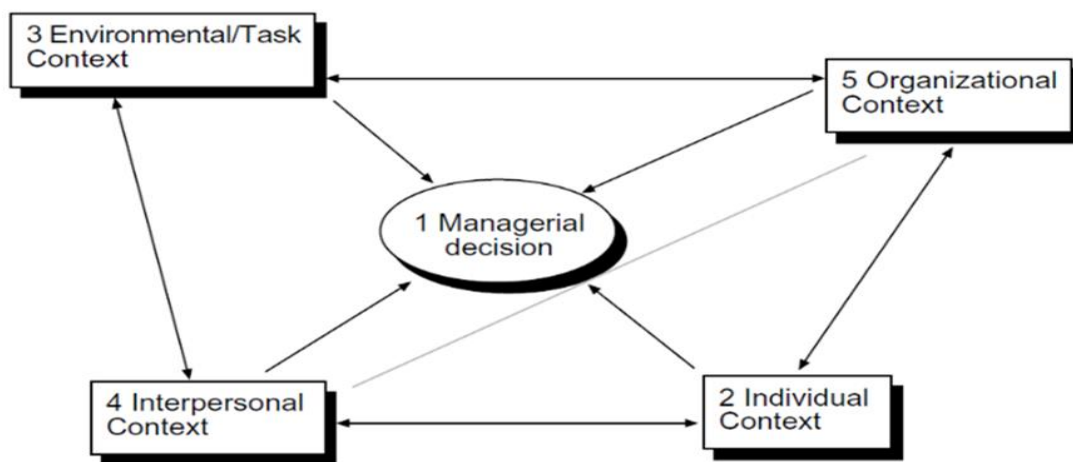 3 Environmental/Task
Context
5 Organizational
Context
1 Managerial
decision
4 Interpersonal
Context
2 Individual
Context